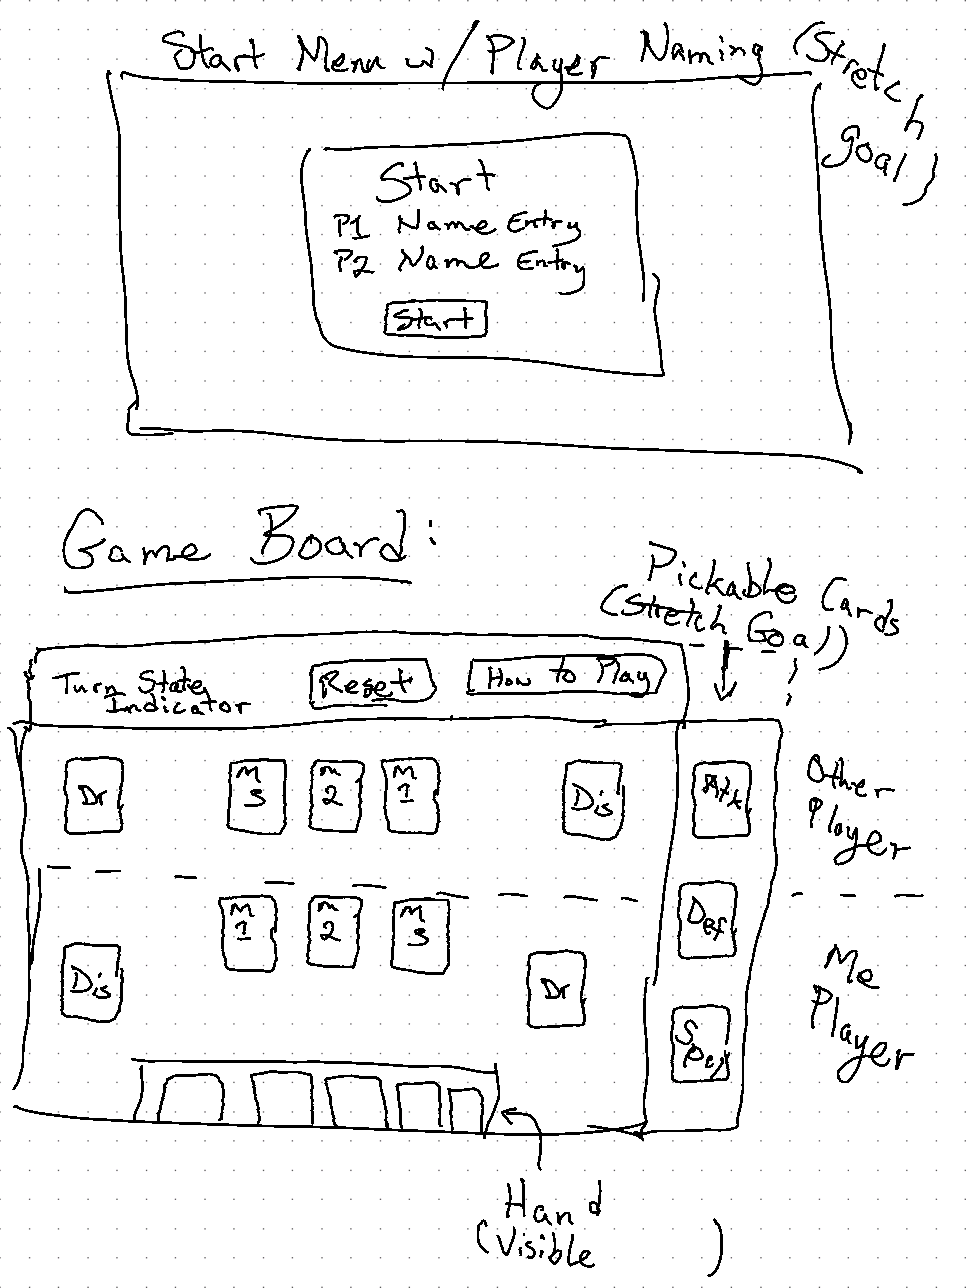 Start Menu w/ Player Naming (Stretch
goal)
Start
P1 Name Entry
P2 Name Entry
Start
Game Board:
Pickable Cards
(Stretch Goal)
Turn State
Indicator
Reset
How to Play
Dr
M
3
M
2
M
1
Dis
Atk
Other
Player
M
1
M
2
M
3
Def
Dis
Dr
Me
Player
Hand
(Visible )